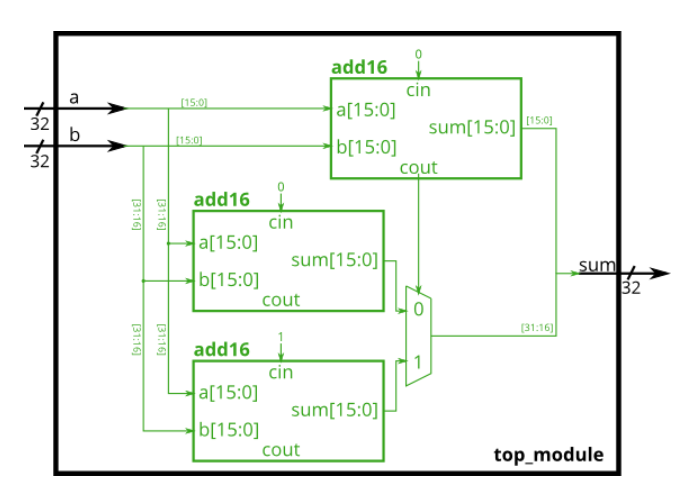 0
add16
cin
a
[15:0]
a[15:0]
[15:0]
32
sum[15:0]
b
[15:0]
b[15:0]
32
cout
0
add16
[31:16]
[31:16]
cin
a[15:0]
sum[15:0]
sum
b[15:0]
32
cout
0
[31:16]
[31:16]
[31:16]
1
add16
1
cin
a[15:0]
sum[15:0]
b[15:0]
cout
top_module